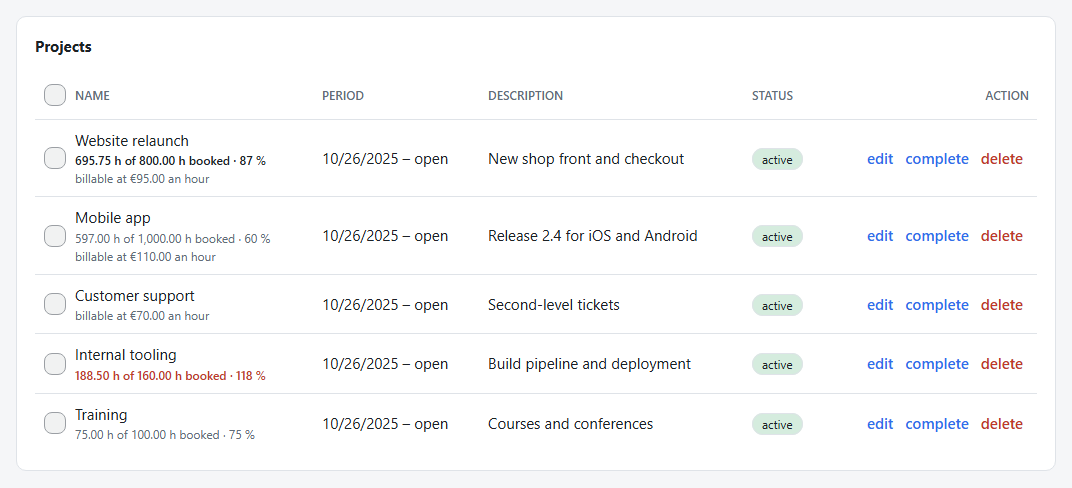 Projects
NAME PERIOD DESCRIPTION STATUS ACTION
Website relaunch
695.75 h of 800.00 h booked · 87 %
billable at €95.00 an hour
10/26/2025 – open New shop front and checkout active edit complete delete
Mobile app
597.00 h of 1,000.00 h booked · 60 %
billable at €110.00 an hour
10/26/2025 – open Release 2.4 for iOS and Android active edit complete delete
Customer support
billable at €70.00 an hour
10/26/2025 – open Second-level tickets active edit complete delete
Internal tooling
188.50 h of 160.00 h booked · 118 %
10/26/2025 – open Build pipeline and deployment active edit complete delete
Training
75.00 h of 100.00 h booked · 75 %
10/26/2025 – open Courses and conferences active edit complete delete